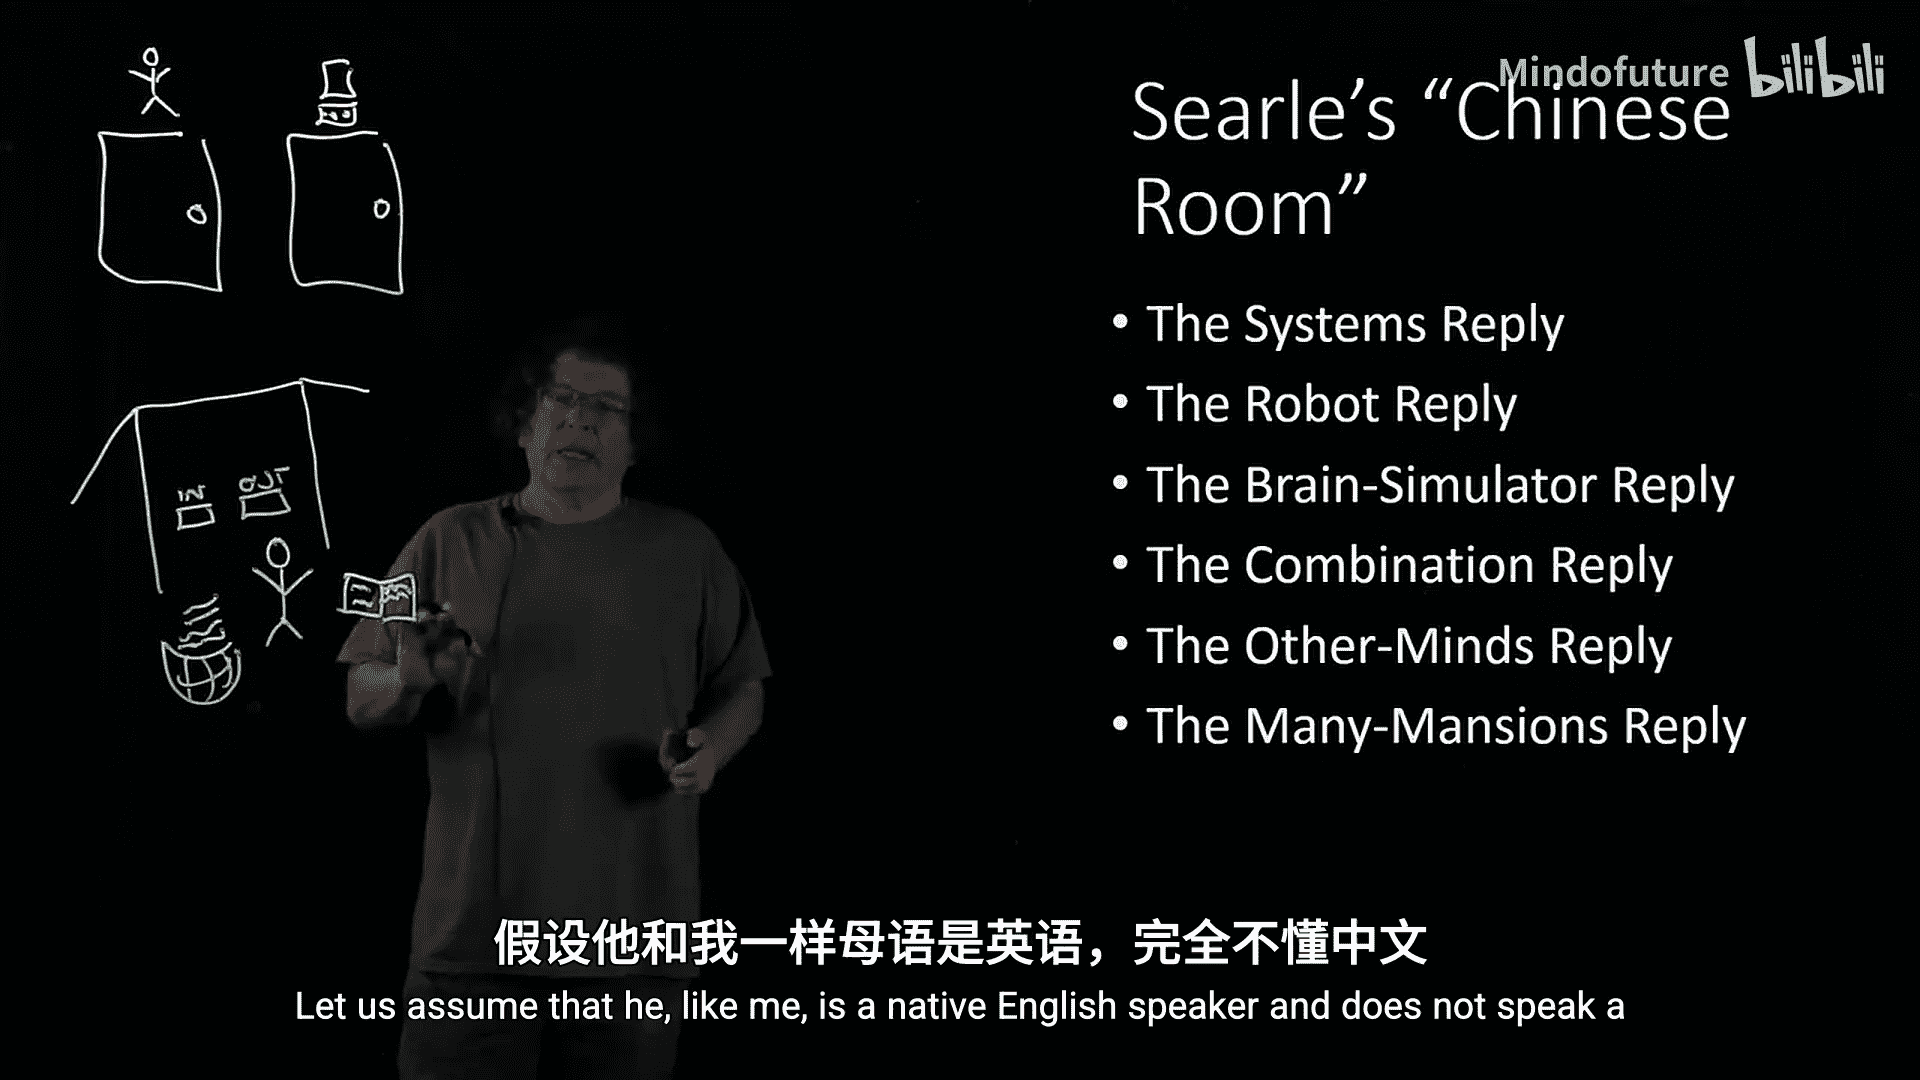 Mindofuture bilibili
Searle's “Chinese
Room”
• The Systems Reply
• The Robot Reply
• The Brain-Simulator Reply
• The Combination Reply
• The Other-Minds Reply
• The Many-Mansions Reply
IN OUT
假设他和我一样母语是英语，完全不懂中文
Let us assume that he, like me, is a native English speaker and does not speak a